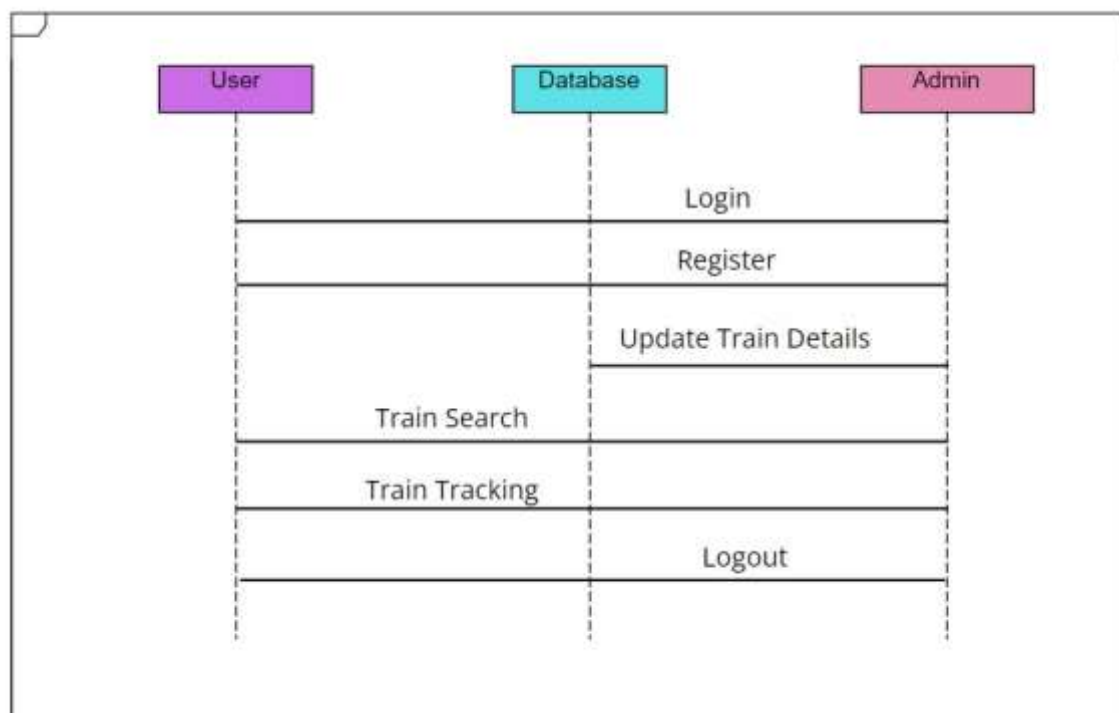 User
Database
Admin
Login
Register
Update Train Details
Train Search
Train Tracking
Logout